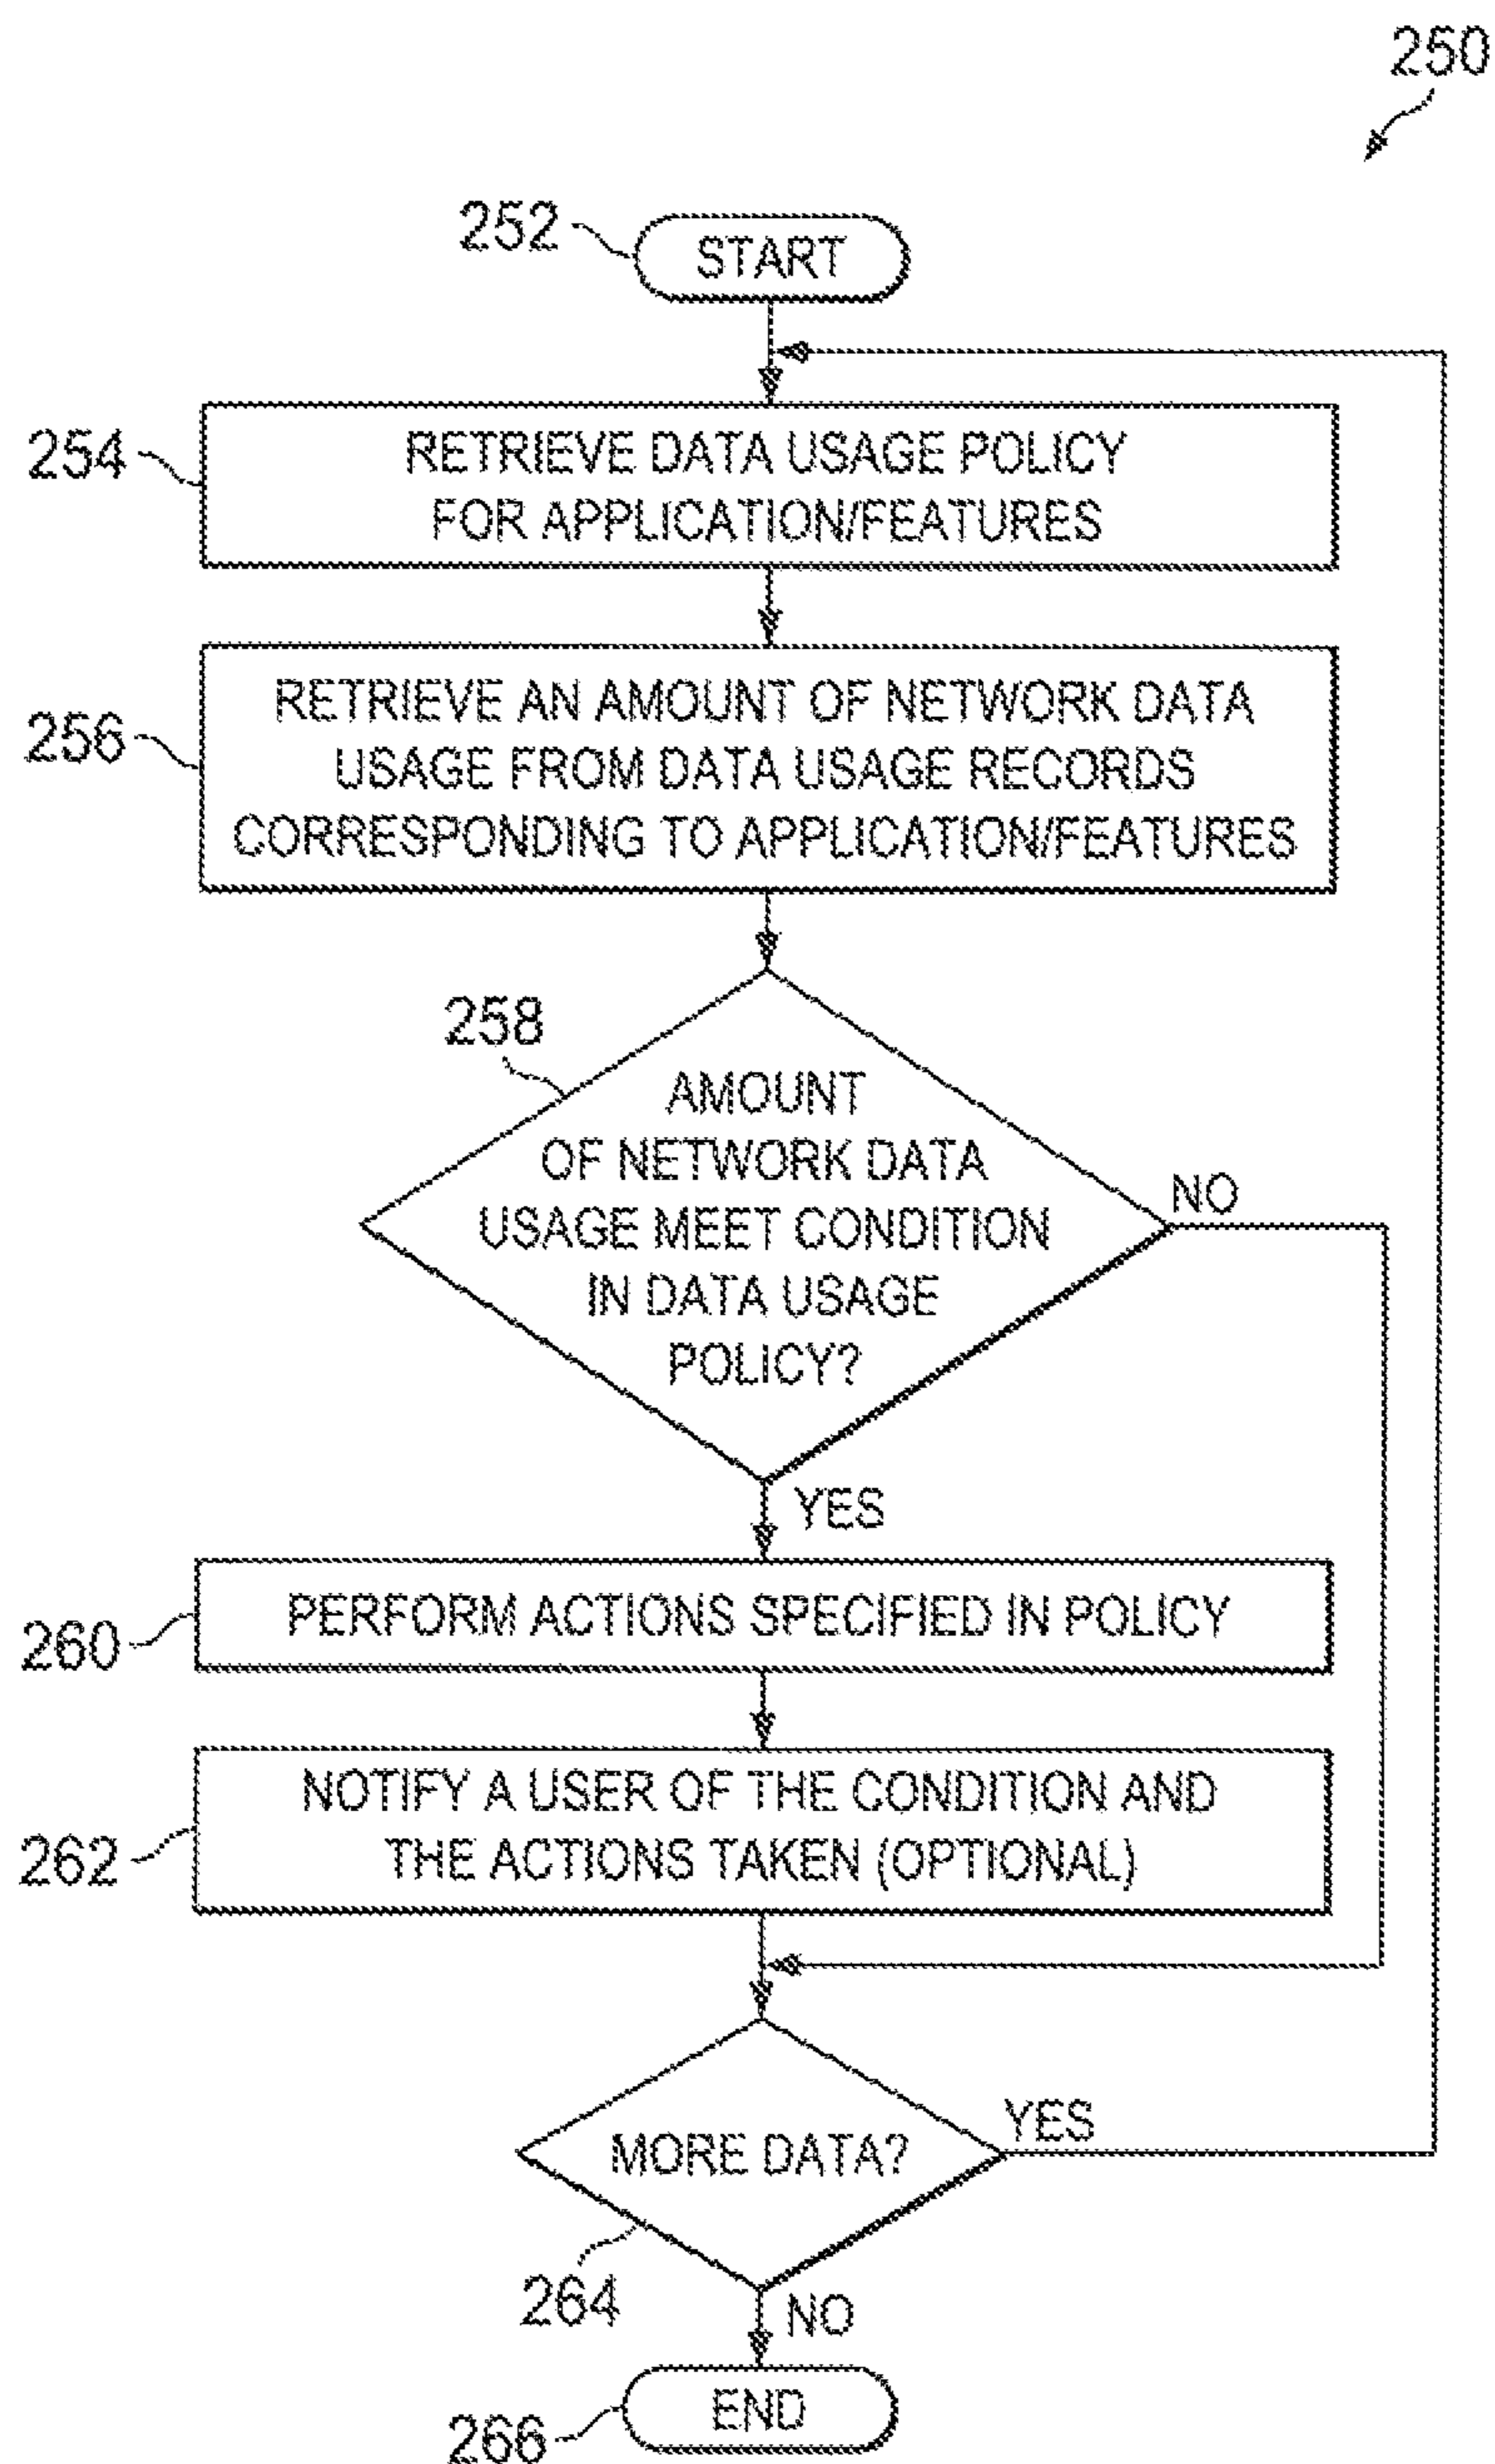 250
252
START
254
RETRIEVE DATA USAGE POLICY
FOR APPLICATION/FEATURES
256
RETRIEVE AN AMOUNT OF NETWORK DATA
USAGE FROM DATA USAGE RECORDS
CORRESPONDING TO APPLICATION/FEATURES
258
AMOUNT
OF NETWORK DATA
USAGE MEET CONDITION
IN DATA USAGE
POLICY?
NO
YES
260
PERFORM ACTIONS SPECIFIED IN POLICY
262
NOTIFY A USER OF THE CONDITION AND
THE ACTIONS TAKEN (OPTIONAL)
MORE DATA?
YES
264
NO
END
266